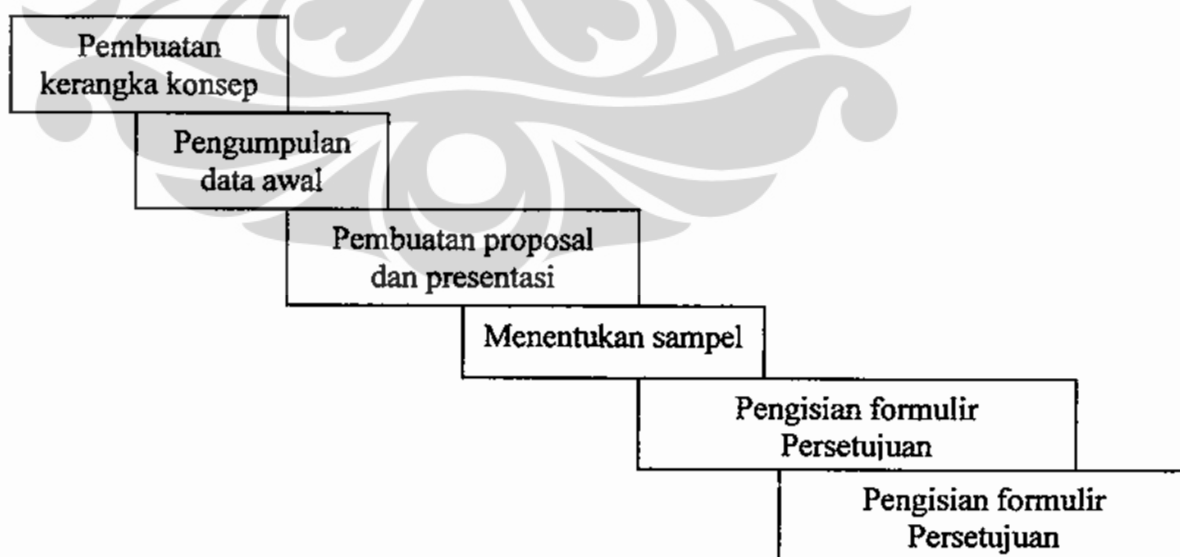 Pembuatan
kerangka konsep
Pengumpulan
data awal
Pembuatan proposal
dan presentasi
Menentukan sampel
Pengisian formulir
Persetujuan
Pengisian formulir
Persetujuan